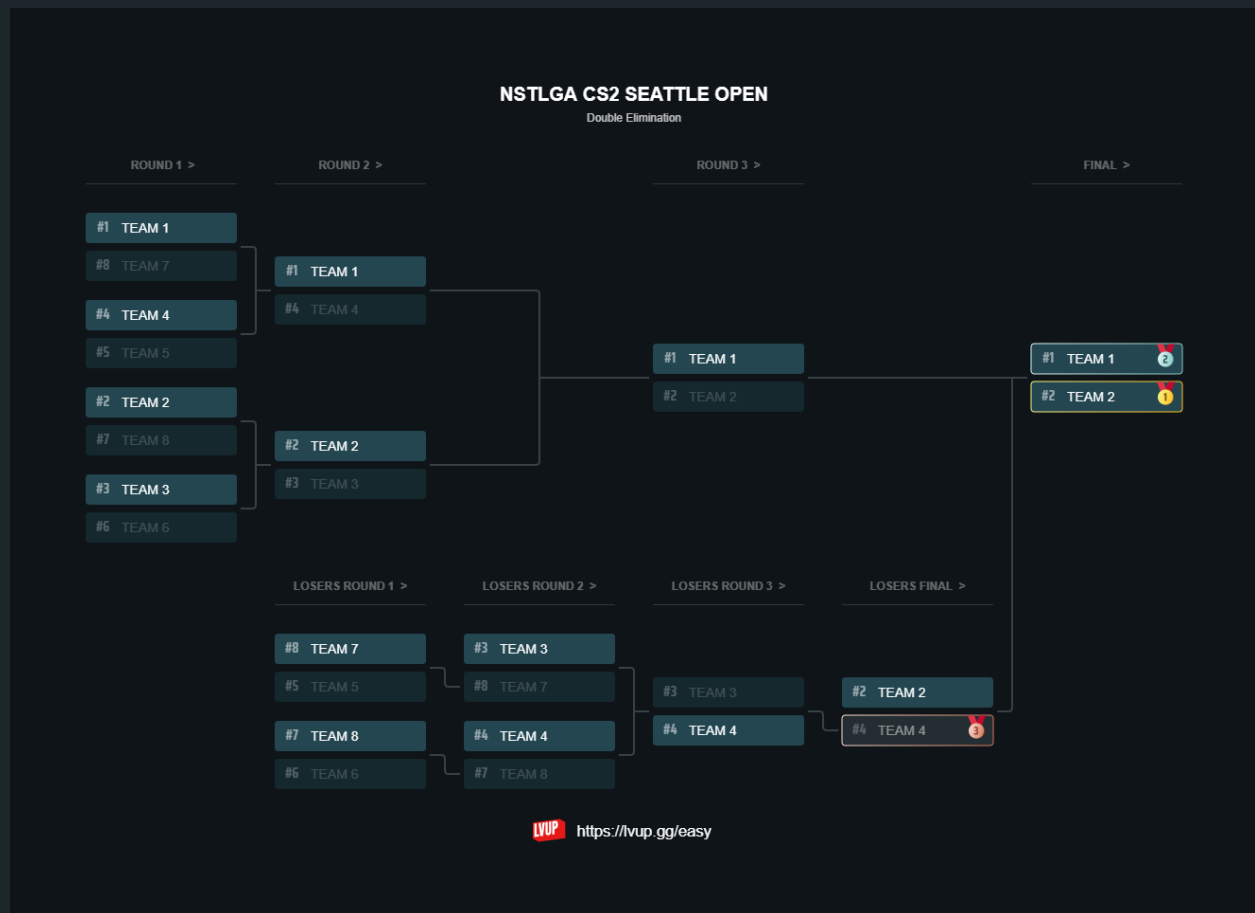 NSTLGA CS2 SEATTLE OPEN
Double Elimination
ROUND 1 >
ROUND 2 >
ROUND 3 >
FINAL >
#1 TEAM 1
#8 TEAM 7
#4 TEAM 4
#5 TEAM 5
#2 TEAM 2
#7 TEAM 8
#3 TEAM 3
#6 TEAM 6
#1 TEAM 1
#4 TEAM 4
#2 TEAM 2
#3 TEAM 3
#1 TEAM 1
#2 TEAM 2
#1 TEAM 1 2
#2 TEAM 2 1
LOSERS ROUND 1 >
LOSERS ROUND 2 >
LOSERS ROUND 3 >
LOSERS FINAL >
#8 TEAM 7
#5 TEAM 5
#7 TEAM 8
#6 TEAM 6
#3 TEAM 3
#8 TEAM 7
#4 TEAM 4
#7 TEAM 8
#3 TEAM 3
#4 TEAM 4
#2 TEAM 2
#4 TEAM 4 3
LVUP https://lvup.gg/easy